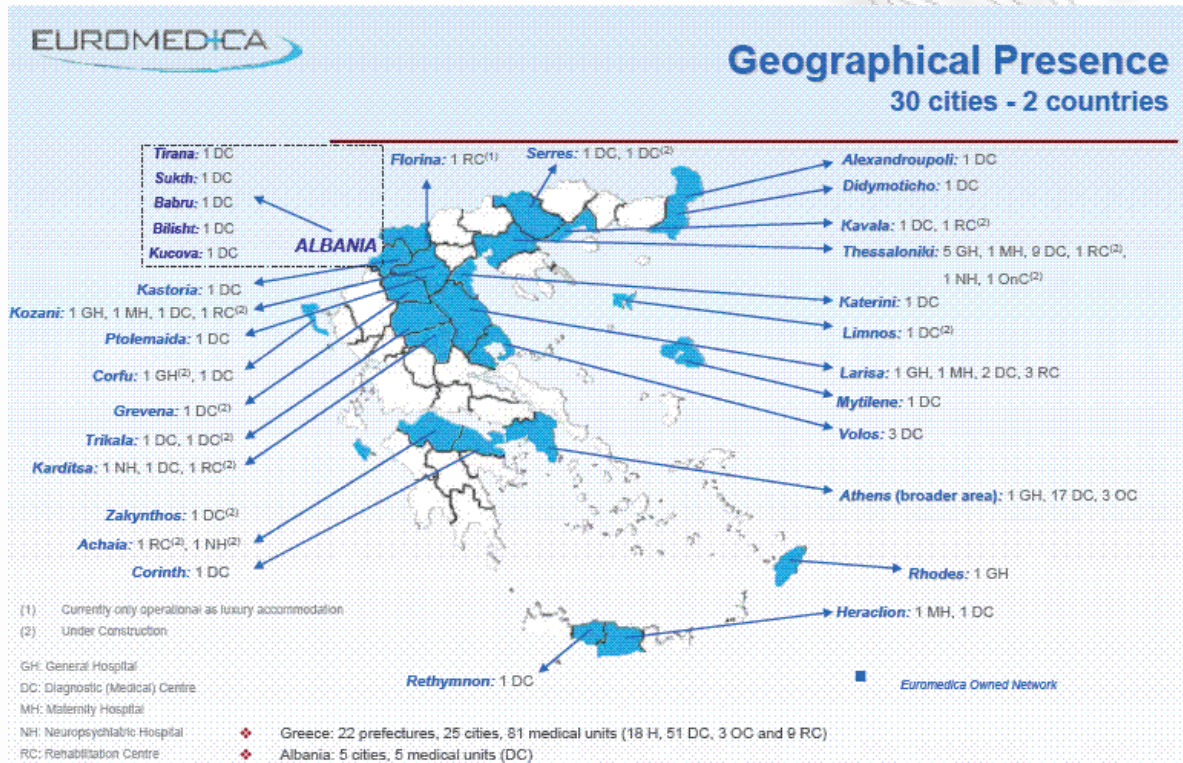 EUROMEDICA
Geographical Presence
30 cities - 2 countries
Tirana: 1 DC
Sukth: 1 DC
Babru: 1 DC
Bilisht: 1 DC
Kucova: 1 DC
ALBANIA
Florina: 1 RC(1)
Serres: 1 DC, 1 DC(2)
Alexandroupoli: 1 DC
Didymoticho: 1 DC
Kavala: 1 DC, 1 RC(2)
Thessaloniki: 5 GH, 1 MH, 9 DC, 1 RC(2),
1 NH, 1 OnC(2)
Katerini: 1 DC
Limnos: 1 DC(2)
Larisa: 1 GH, 1 MH, 2 DC, 3 RC
Mytilene: 1 DC
Volos: 3 DC
Athens (broader area): 1 GH, 17 DC, 3 OC
Rhodes: 1 GH
Heraclion: 1 MH, 1 DC
Kastoria: 1 DC
Kozani: 1 GH, 1 MH, 1 DC, 1 RC(2)
Ptolemaida: 1 DC
Corfu: 1 GH(2), 1 DC
Grevena: 1 DC(2)
Trikala: 1 DC, 1 DC(2)
Karditsa: 1 NH, 1 DC, 1 RC(2)
Zakynthos: 1 DC(2)
Achaia: 1 RC(2), 1 NH(2)
Corinth: 1 DC
Rethymnon: 1 DC
Euromedica Owned Network
(1) Currently only operational as luxury accommodation
(2) Under Construction
GH: General Hospital
DC: Diagnostic (Medical) Centre
MH: Maternity Hospital
NH: Neuropsychiatric Hospital
RC: Rehabilitation Centre
❖ Greece: 22 prefectures, 25 cities, 81 medical units (18 H, 51 DC, 3 OC and 9 RC)
❖ Albania: 5 cities, 5 medical units (DC)